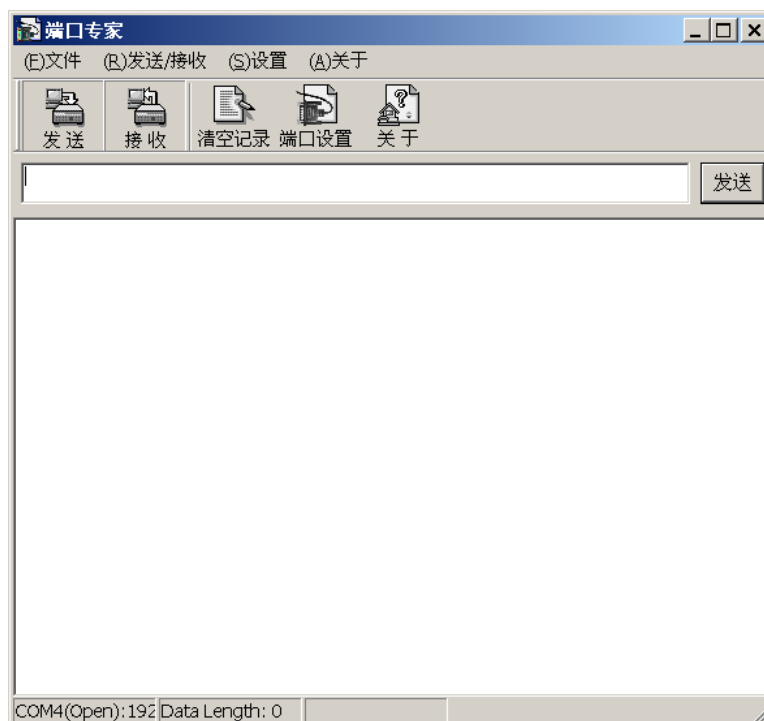 端口专家
(F)文件 (R)发送/接收 (S)设置 (A)关于
发送 接收 清空记录 端口设置 关于
发送
COM4(Open):192 Data Length: 0